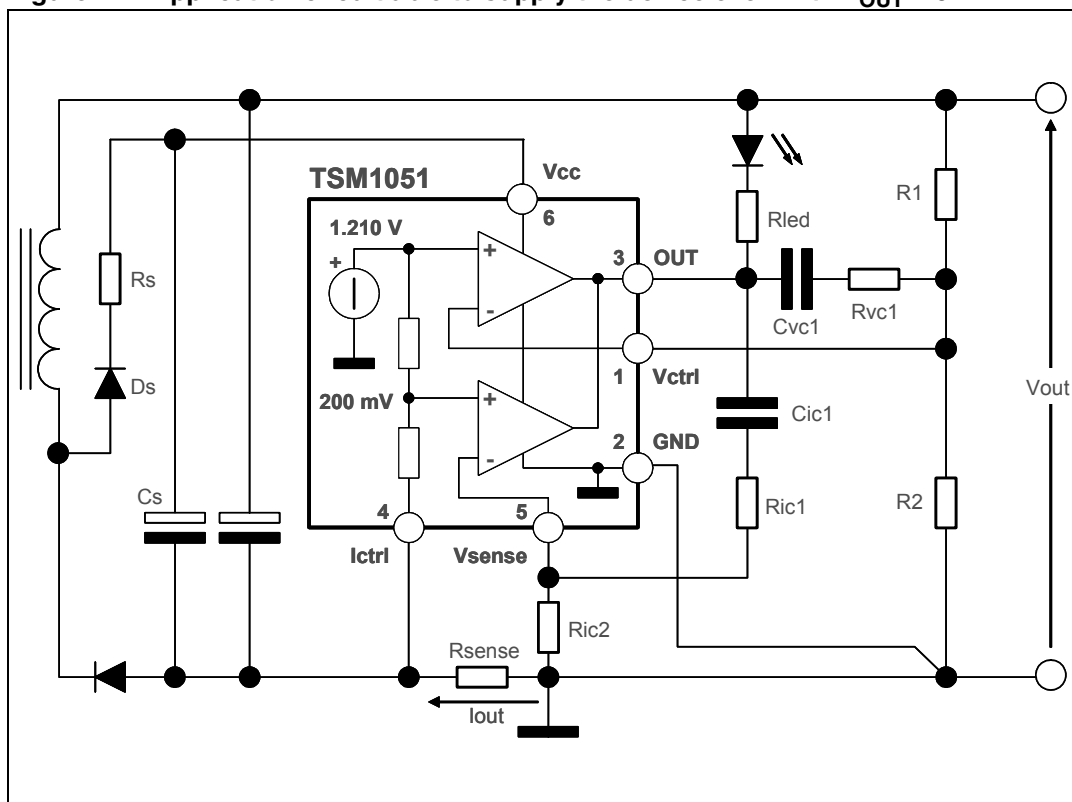 OUT
TSM1051
Vcc
6
1.210 V
+
+
-
3
OUT
Rled
R1
Rs
Cvc1
Rvc1
Ds
1
Vctrl
Vout
200 mV
+
-
Cic1
2
GND
Cs
Ric1
R2
4
5
Ictrl
Vsense
Ric2
Rsense
Iout